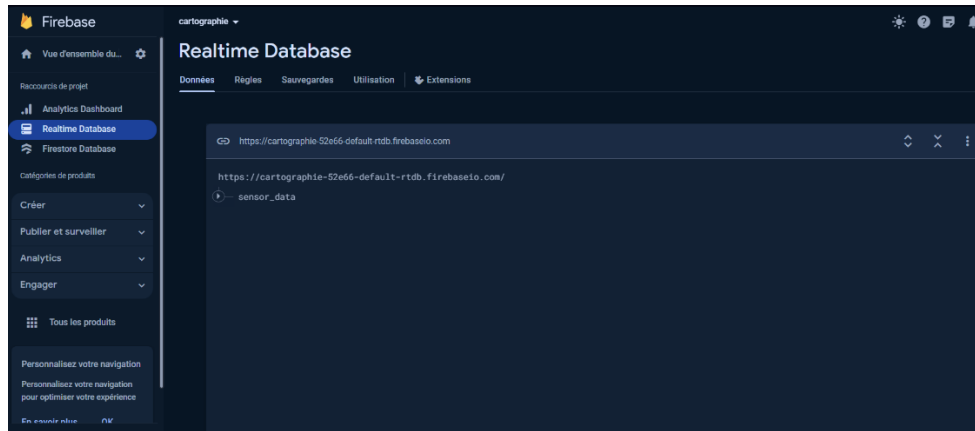 Firebase
cartographie
Vue d'ensemble du...
Realtime Database
Données Règles Sauvegardes Utilisation Extensions
Raccourcis de projet
Analytics Dashboard
Realtime Database
Firestore Database
Catégories de produits
Créer
Publier et surveiller
Analytics
Engager
Tous les produits
Personnalisez votre navigation
Personnalisez votre navigation
pour optimiser votre expérience
En savoir plus OK
https://cartographie-52e66-default-rtdb.firebaseio.com
https://cartographie-52e66-default-rtdb.firebaseio.com/
sensor_data